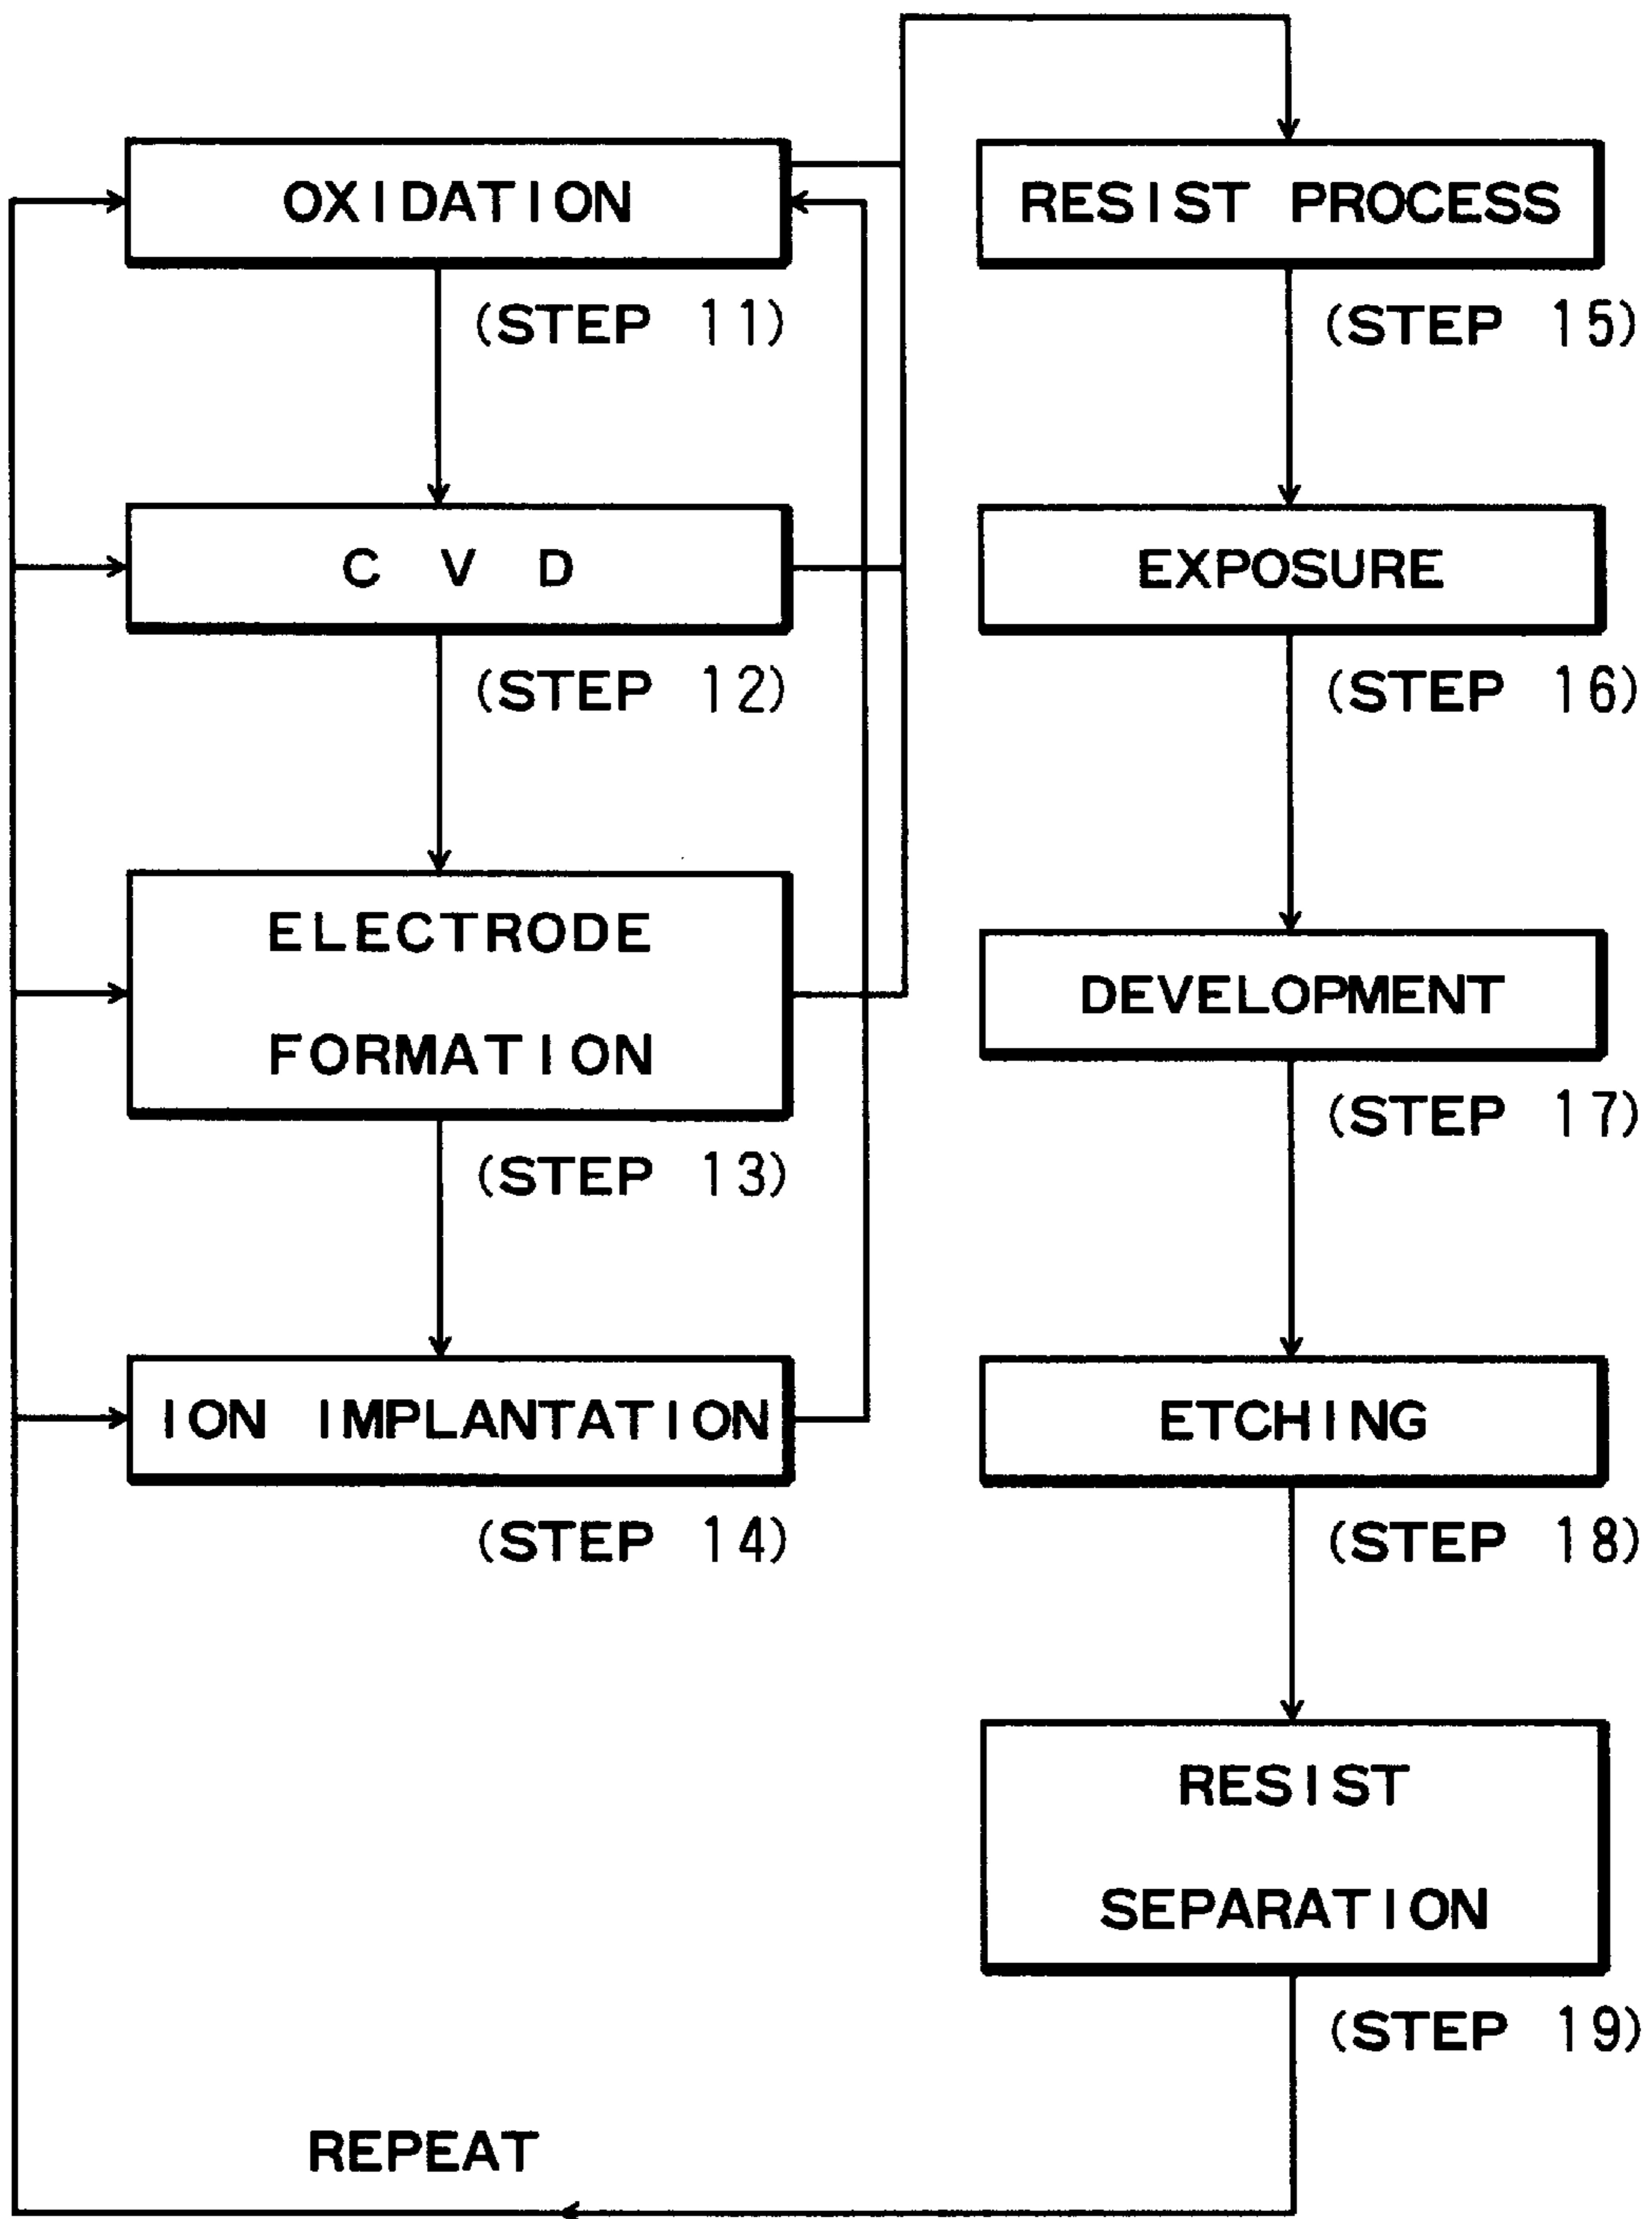 OXIDATION
(STEP 11)
C V D
(STEP 12)
ELECTRODE
FORMATION
(STEP 13)
ION IMPLANTATION
(STEP 14)
RESIST PROCESS
(STEP 15)
EXPOSURE
(STEP 16)
DEVELOPMENT
(STEP 17)
ETCHING
(STEP 18)
RESIST
SEPARATION
(STEP 19)
REPEAT